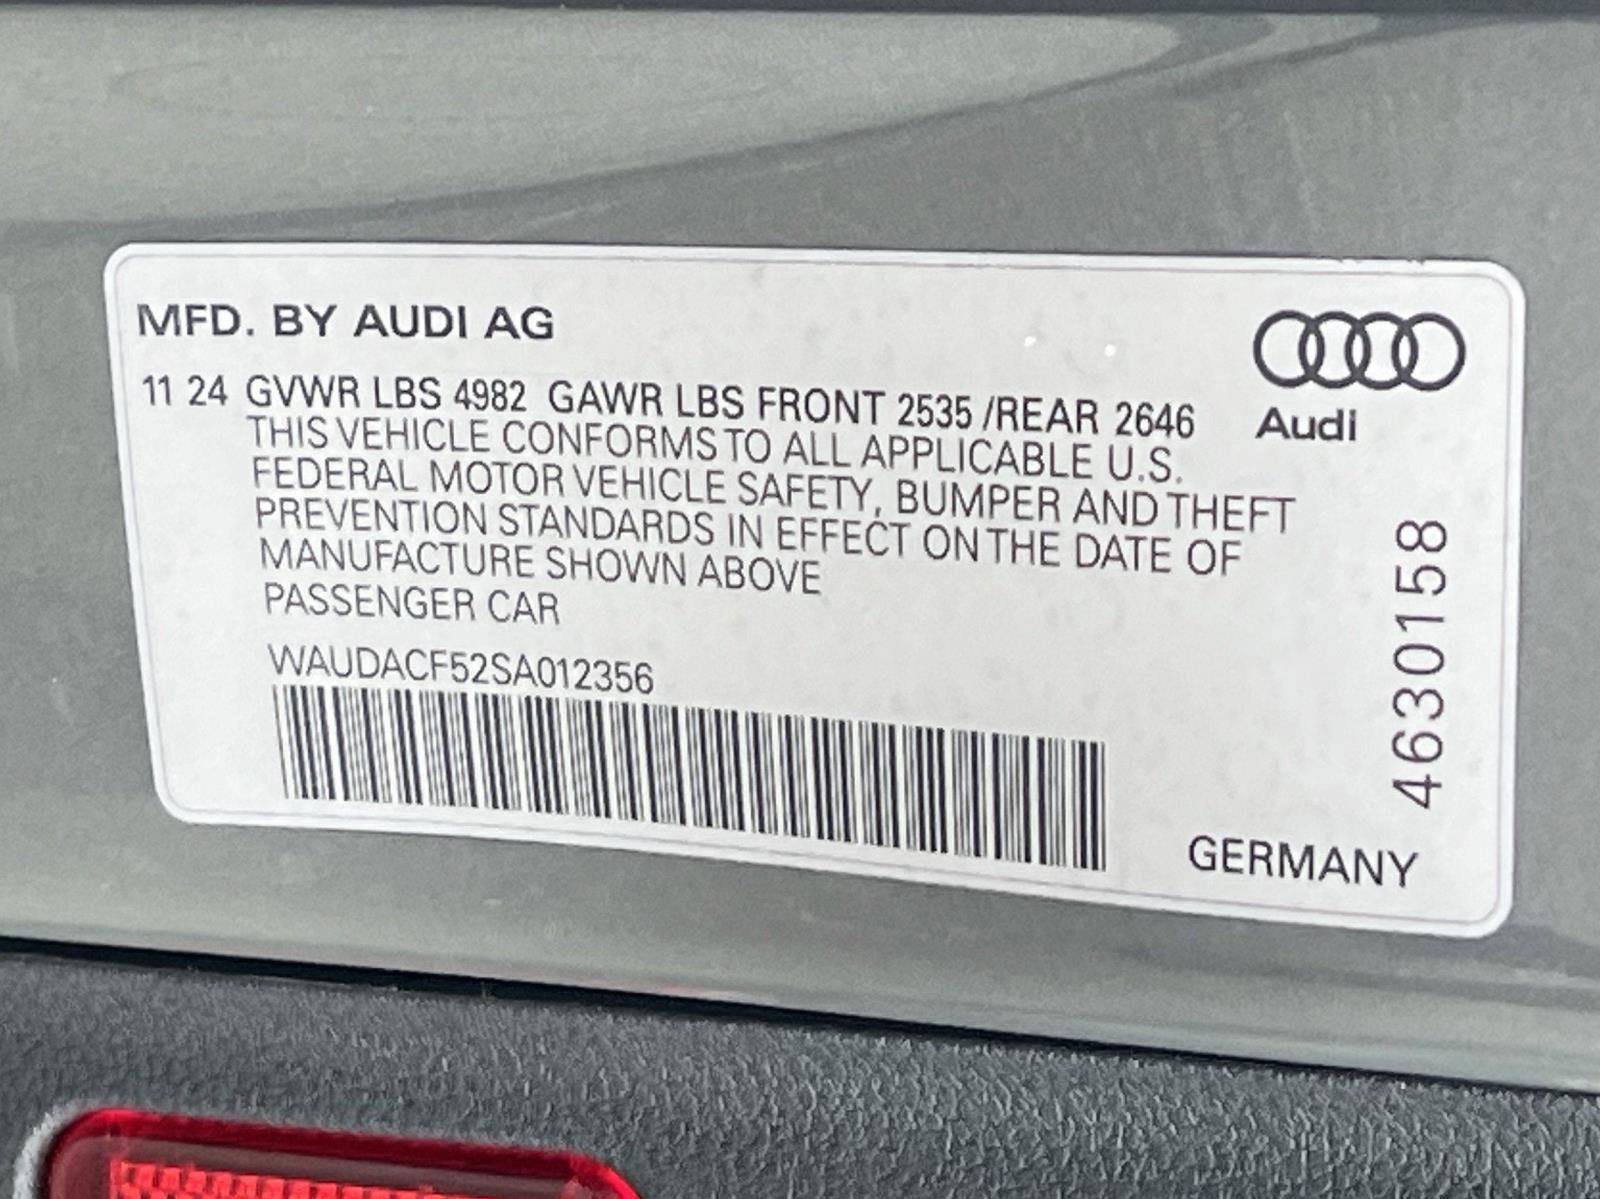 MFD. BY AUDI AG
Audi
11 24 GVWR LBS 4982 GAWR LBS FRONT 2535 /REAR 2646
THIS VEHICLE CONFORMS TO ALL APPLICABLE U.S.
FEDERAL MOTOR VEHICLE SAFETY, BUMPER AND THEFT
PREVENTION STANDARDS IN EFFECT ON THE DATE OF
MANUFACTURE SHOWN ABOVE
PASSENGER CAR
WAUDACF52SA012356
4630158
GERMANY